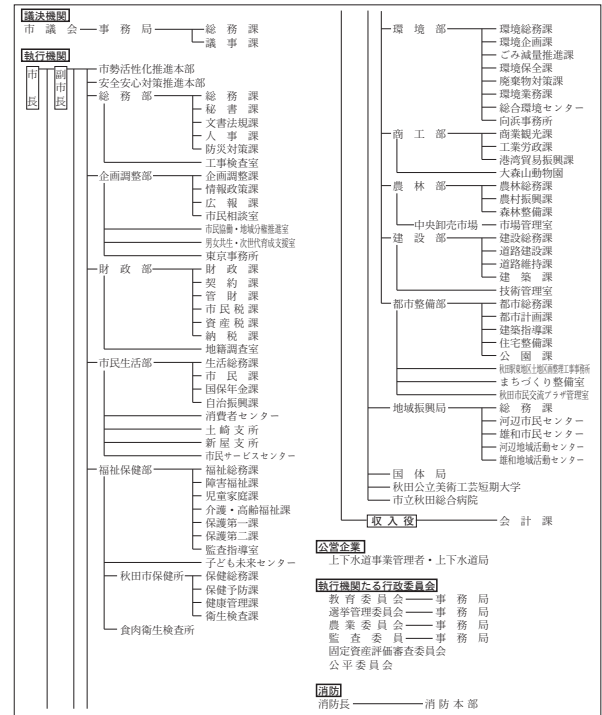 議決機関
市議会 事務局 総務課
議事課
執行機関
市長 副市長 市勢活性化推進本部
安全安心対策推進本部
総務部 総務課
秘書課
文書法規課
人事課
防災対策課
工事検査室
企画調整部 企画調整課
情報政策課
広報課
市民相談室
市民協働・地域分権推進室
男女共生・次世代育成支援室
東京事務所
財政部 財政課
契約課
管財課
市民税課
資産税課
納税課
地籍調査室
市民生活部 生活総務課
市民課
国保年金課
自治振興課
消費者センター
土崎支所
新屋支所
市民サービスセンター
福祉保健部 福祉総務課
障害福祉課
児童家庭課
介護・高齢福祉課
保護第一課
保護第二課
監査指導室
子ども未来センター
秋田市保健所 保健総務課
保健予防課
健康管理課
衛生検査課
食肉衛生検査所
環境部 環境総務課
環境企画課
ごみ減量推進課
環境保全課
廃棄物対策課
環境業務課
総合環境センター
向浜事務所
商工部 商業観光課
工業労政課
港湾貿易振興課
大森山動物園
農林部 農林総務課
農村振興課
森林整備課
中央卸売市場 市場管理室
建設部 建設総務課
道路建設課
道路維持課
建築課
技術管理室
都市整備部 都市総務課
都市計画課
建築指導課
住宅整備課
公園課
秋田駅東地区土地区画整理工事事務所
まちづくり整備室
秋田市民交流プラザ管理室
地域振興局 総務課
河辺市民センター
雄和市民センター
河辺地域活動センター
雄和地域活動センター
国体局
秋田公立美術工芸短期大学
市立秋田総合病院
収入役 会計課
公営企業
上下水道事業管理者・上下水道局
執行機関たる行政委員会
教育委員会 事務局
選挙管理委員会 事務局
農業委員会 事務局
監査委員 事務局
固定資産評価審査委員会
公平委員会
消防
消防長 消防本部